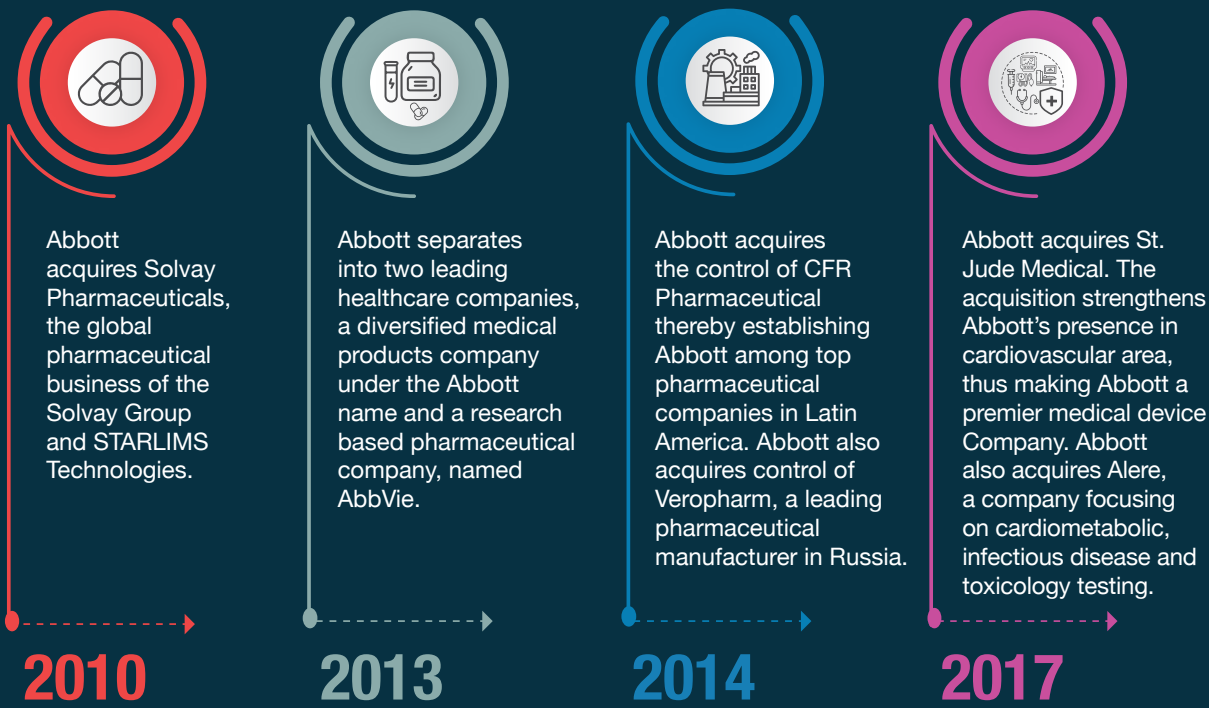 Abbott
acquires Solvay
Pharmaceuticals,
the global
pharmaceutical
business of the
Solvay Group
and STARLIMS
Technologies.
2010
Abbott separates
into two leading
healthcare companies,
a diversified medical
products company
under the Abbott
name and a research
based pharmaceutical
company, named
AbbVie.
2013
Abbott acquires
the control of CFR
Pharmaceutical
thereby establishing
Abbott among top
pharmaceutical
companies in Latin
America. Abbott also
acquires control of
Veropharm, a leading
pharmaceutical
manufacturer in Russia.
2014
Abbott acquires St.
Jude Medical. The
acquisition strengthens
Abbott’s presence in
cardiovascular area,
thus making Abbott a
premier medical device
Company. Abbott
also acquires Alere,
a company focusing
on cardiometabolic,
infectious disease and
toxicology testing.
2017